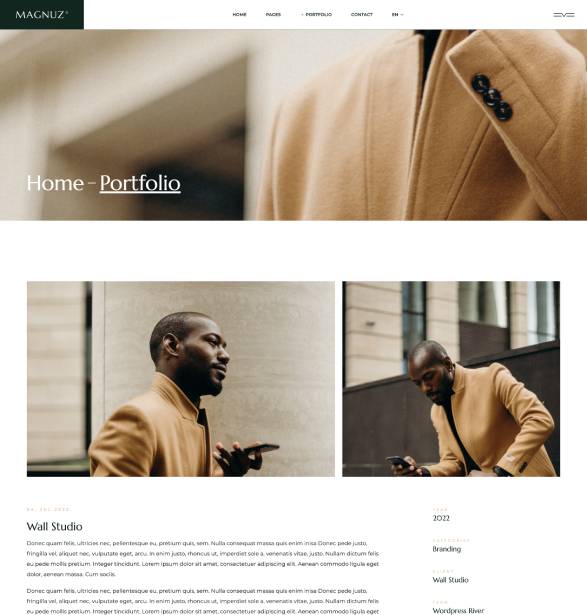 MAGNUZ®
HOME
PAGES
- PORTFOLIO
CONTACT
EN
Home – Portfolio
04. JUL 2022.
Wall Studio
Donec quam felis, ultricies nec, pellentesque eu, pretium quis, sem. Nulla consequat massa quis enim inisa Donec pede justo,
fringilla vel, aliquet nec, vulputate eget, arcu. In enim justo, rhoncus ut, imperdiet sole a, venenatis vitae, justo. Nullam dictum felis
eu pede mollis pretium. Integer tincidunt. Lorem ipsum dolor sit amet, consectetuer adipiscing elit. Aenean commodo ligula eget
dolor, aenean mass. Cum sociis.
Donec quam felis, ultricies nec, pellentesque eu, pretium quis, sem. Nulla consequat massa quis enim inisa Donec pede justo,
fringilla vel, aliquet nec, vulputate eget, arcu. In enim justo, rhoncus ut, imperdiet sole a, venenatis vitae, justo. Nullam dictum felis
eu pede mollis pretium. Integer tincidunt. Lorem ipsum dolor sit amet, consectetuer adipiscing elit. Aenean commodo ligula eget
YEAR
2022
CATEGORIES
Branding
CLIENT
Wall Studio
TEAM
Wordpress River